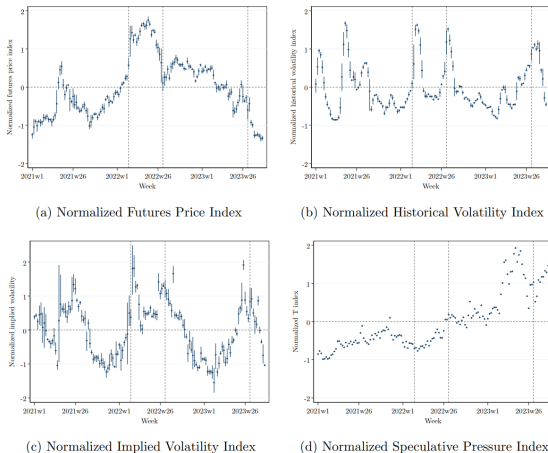 Normalized futures price index
2
1
0
-1
-2
2021w1 2021w26 2022w1 2022w26 2023w1 2023w26
Week
(a) Normalized Futures Price Index
Normalized historical volatility index
2
1
0
-1
-2
2021w1 2021w26 2022w1 2022w26 2023w1 2023w26
Week
(b) Normalized Historical Volatility Index
Normalized implied volatility
2
1
0
-1
-2
2021w1 2021w26 2022w1 2022w26 2023w1 2023w26
Week
(c) Normalized Implied Volatility Index
Normalized T index
2
1
0
-1
-2
2021w1 2021w26 2022w1 2022w26 2023w1 2023w26
Week
(d) Normalized Speculative Pressure Index